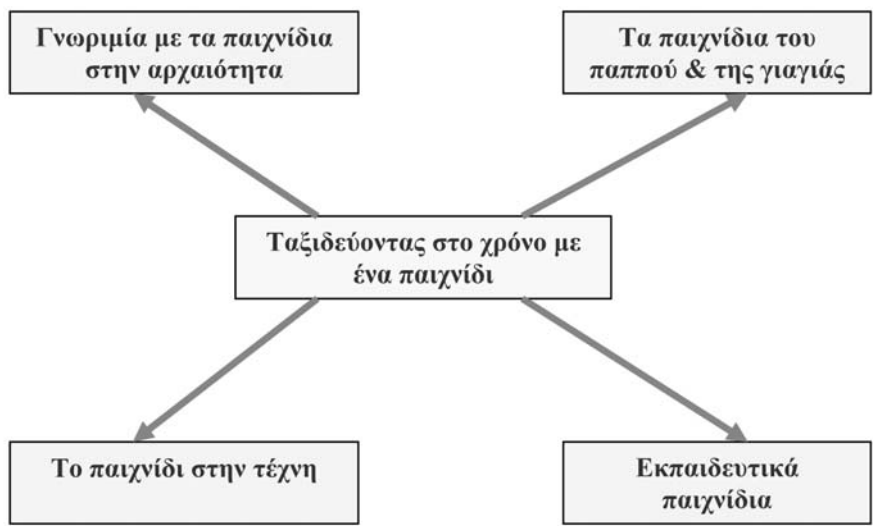 Γνωριμία με τα παιχνίδια
στην αρχαιότητα
Τα παιχνίδια του
παππού & της γιαγιάς
Ταξιδεύοντας στο χρόνο με
ένα παιχνίδι
Το παιχνίδι στην τέχνη
Εκπαιδευτικά
παιχνίδια